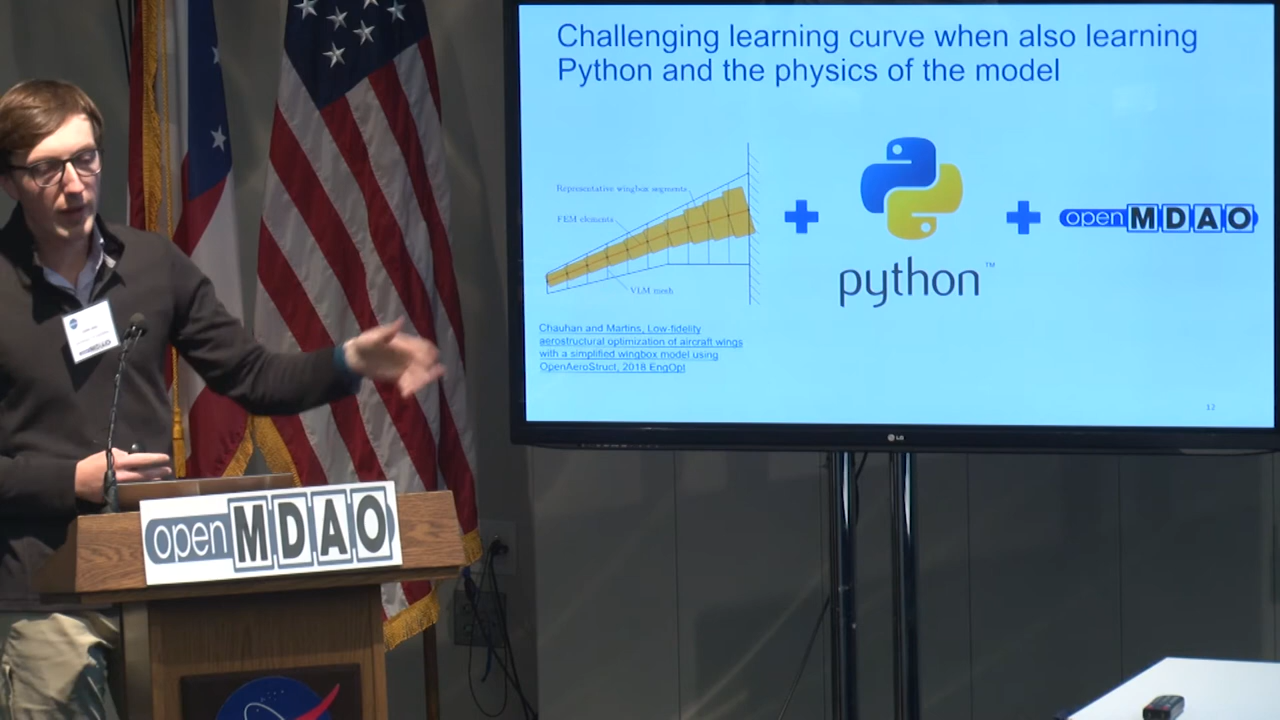 Challenging learning curve when also learning
Python and the physics of the model
Representative wingbox segments
FEM elements
VLM mesh
python
™
openMDAO
Chauhan and Martins, Low-fidelity
aerostructural optimization of aircraft wings
with a simplified wingbox model using
OpenAeroStruct, 2018 EngOpt
12
LG
openMDAO